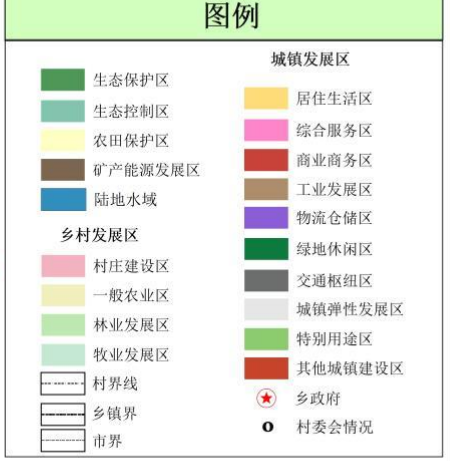 图例
生态保护区
生态控制区
农田保护区
矿产能源发展区
陆地水域
乡村发展区
村庄建设区
一般农业区
林业发展区
牧业发展区
村界线
乡镇界
市界
城镇发展区
居住生活区
综合服务区
商业商务区
工业发展区
物流仓储区
绿地休闲区
交通枢纽区
城镇弹性发展区
特别用途区
其他城镇建设区
乡政府
村委会情况